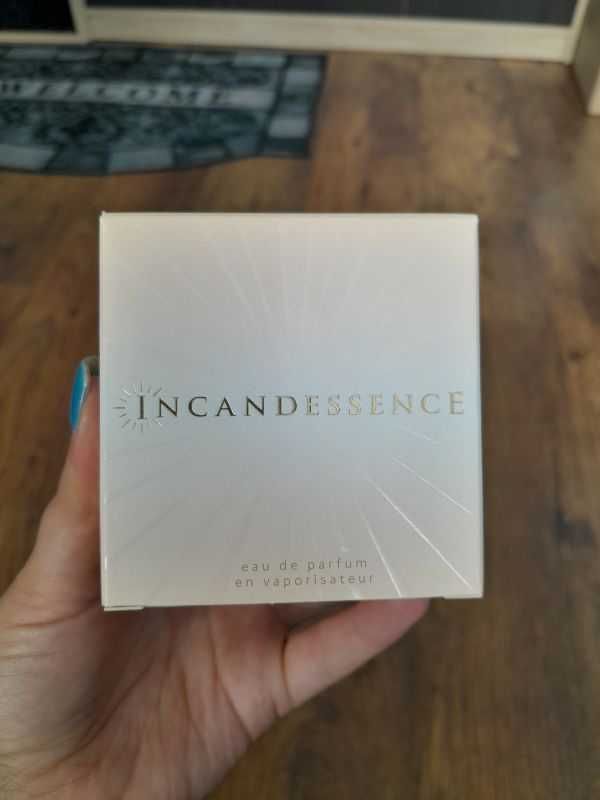 WELCOME
INCANDESSENCE
eau de parfum
en vaporisateur